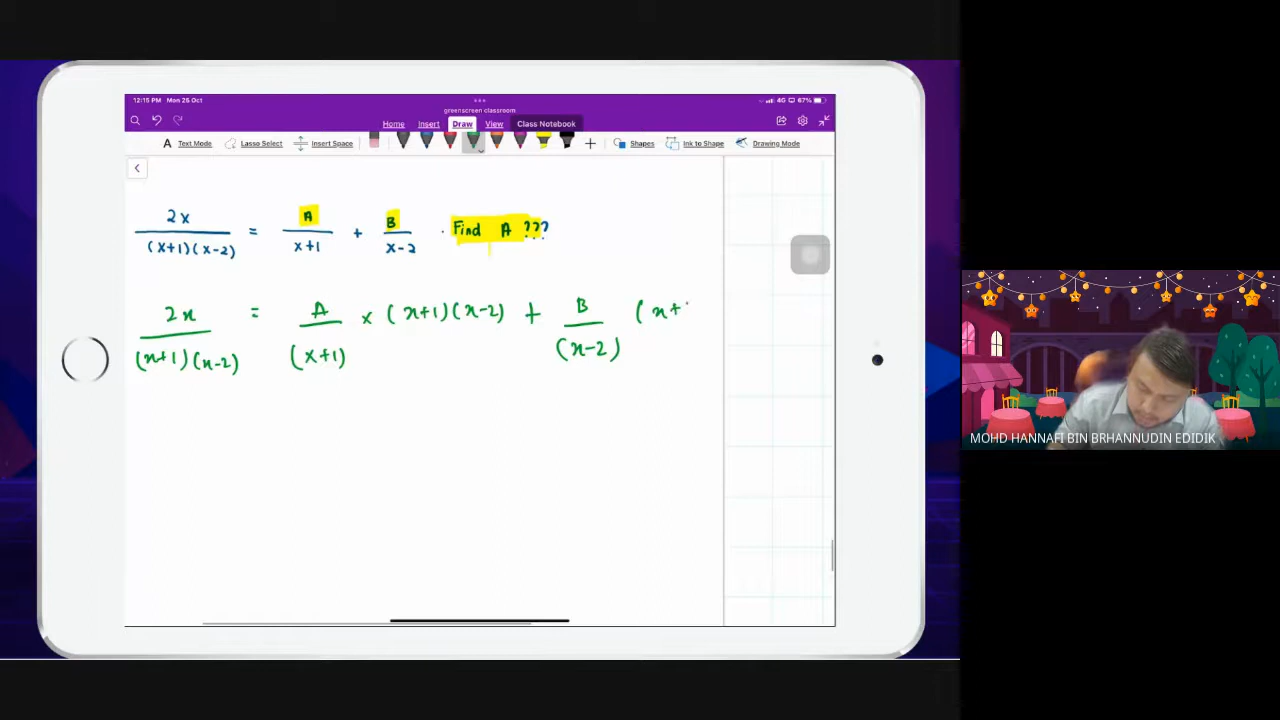 12:15 PM Mon 25 Oct
4G 67%
greenscreen classroom
Home Insert Draw View Class Notebook
A Text Mode Lasso Select Insert Space Shapes Ink to Shape Drawing Mode
2x / (x+1)(x-2) = A / x+1 + B / x-2 . Find A ???
2x / (x+1)(x-2) = A / (x+1) × (x+1)(x-2) + B / (x-2) (x+
MOHD HANNAFI BIN BRHANNUDIN EDIDIK